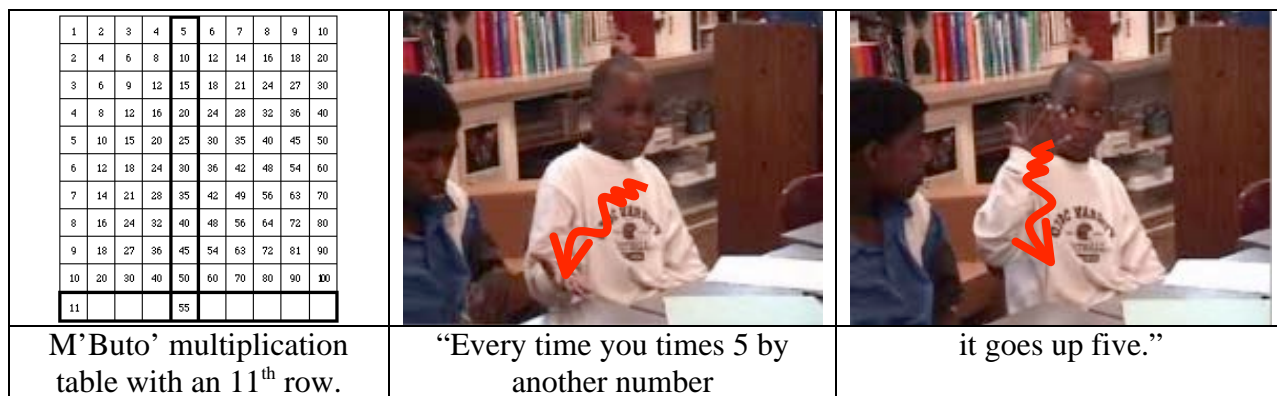 1 2 3 4 5 6 7 8 9 10
2 4 6 8 10 12 14 16 18 20
3 6 9 12 15 18 21 24 27 30
4 8 12 16 20 24 28 32 36 40
5 10 15 20 25 30 35 40 45 50
6 12 18 24 30 36 42 48 54 60
7 14 21 28 35 42 49 56 63 70
8 16 24 32 40 48 56 64 72 80
9 18 27 36 45 54 63 72 81 90
10 20 30 40 50 60 70 80 90 100
11 55
M’Buto’ multiplication
table with an 11th row.
“Every time you times 5 by
another number
it goes up five.”